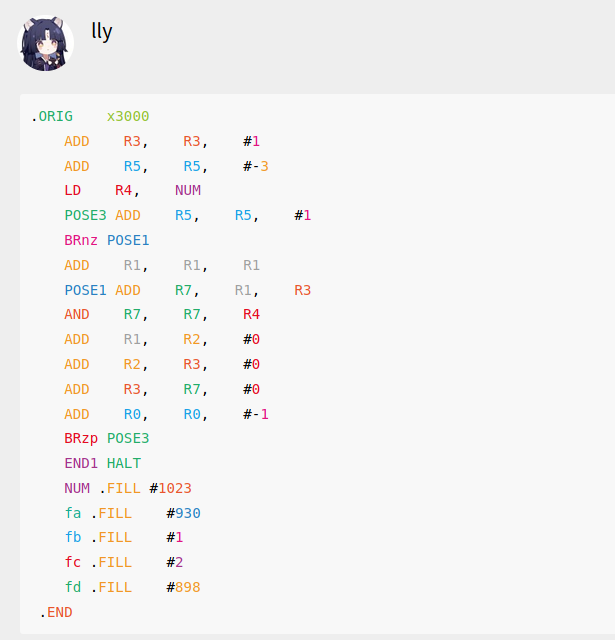 lly
.ORIG x3000
ADD R3, R3, #1
ADD R5, R5, #-3
LD R4, NUM
POSE3 ADD R5, R5, #1
BRnz POSE1
ADD R1, R1, R1
POSE1 ADD R7, R1, R3
AND R7, R7, R4
ADD R1, R2, #0
ADD R2, R3, #0
ADD R3, R7, #0
ADD R0, R0, #-1
BRzp POSE3
END1 HALT
NUM .FILL #1023
fa .FILL #930
fb .FILL #1
fc .FILL #2
fd .FILL #898
.END